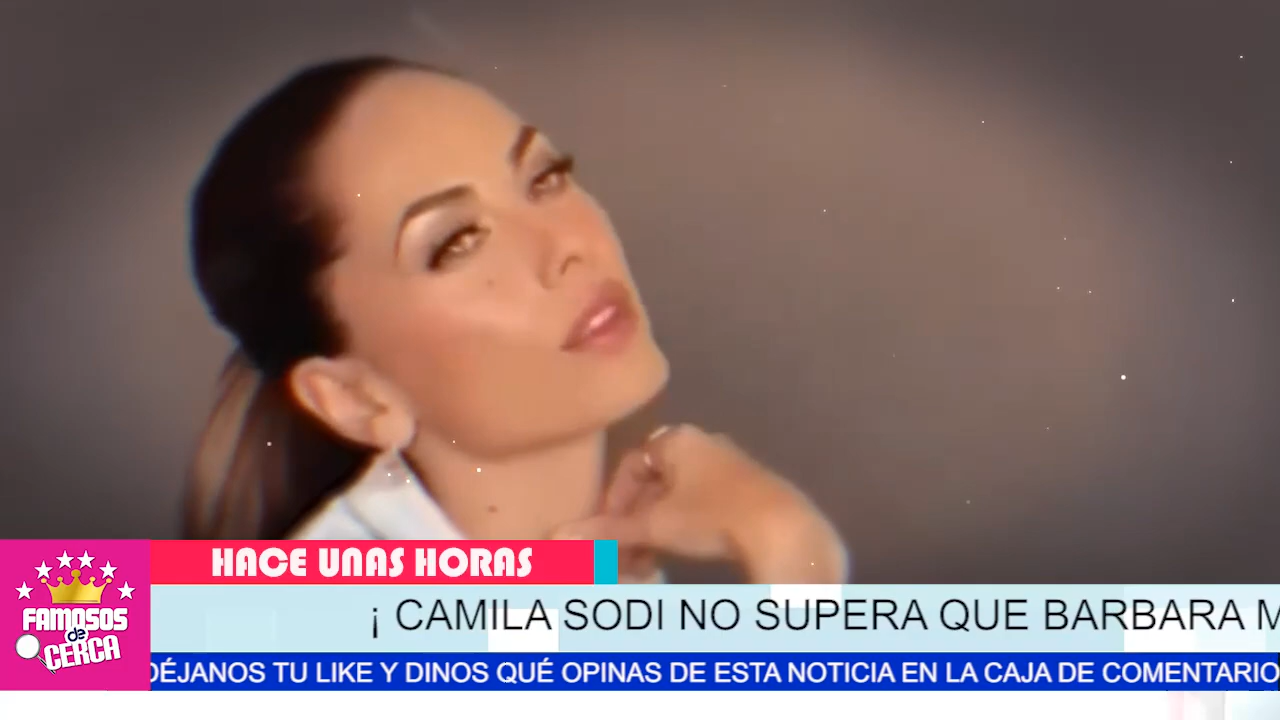 HACE UNAS HORAS
FAMOSOS
de
CERCA
¡ CAMILA SODI NO SUPERA QUE BARBARA
DÉJANOS TU LIKE Y DINOS QUÉ OPINAS DE ESTA NOTICIA EN LA CAJA DE COMENTARIO